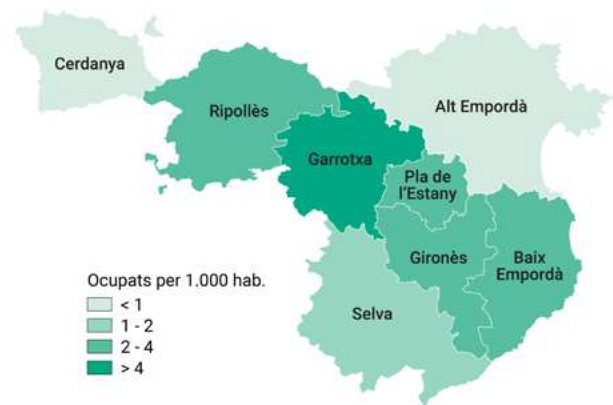 Cerdanya
Ripollès
Alt Empordà
Garrotxa
Pla de
l'Estany
Gironès
Baix
Empordà
Selva
Ocupats per 1.000 hab.
< 1
1 - 2
2 - 4
> 4